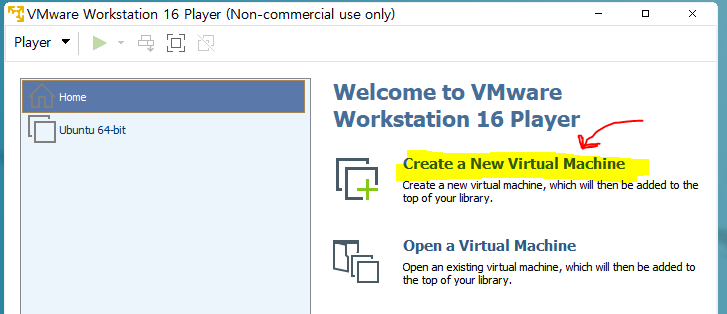 VMware Workstation 16 Player (Non-commercial use only)
Player
Home
Ubuntu 64-bit
Welcome to VMware
Workstation 16 Player
Create a New Virtual Machine
Create a new virtual machine, which will then be added to the
top of your library.
Open a Virtual Machine
Open an existing virtual machine, which will then be added to
the top of your library.